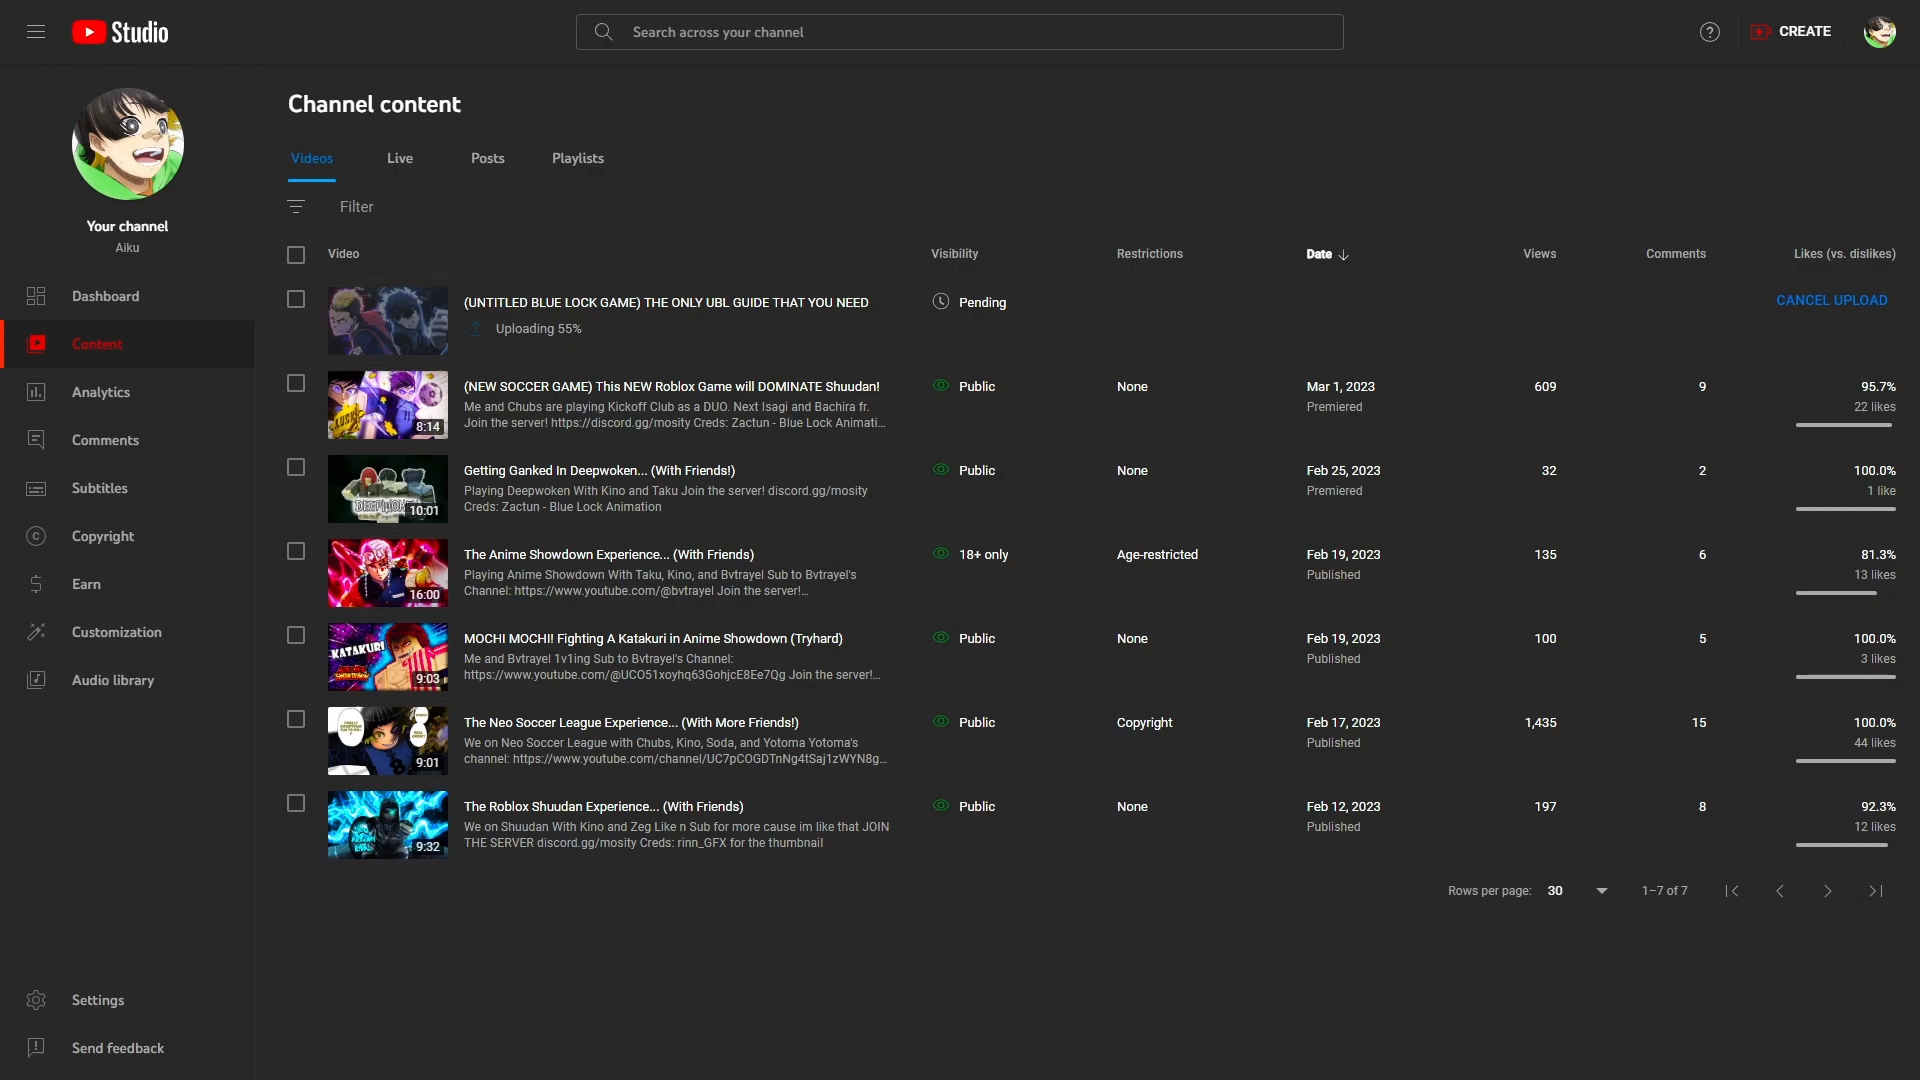 Studio
Search across your channel
CREATE
Your channel
Aiku
Dashboard
Content
Analytics
Comments
Subtitles
Copyright
Earn
Customization
Audio library
Settings
Send feedback
Channel content
Videos Live Posts Playlists
Filter
Video Visibility Restrictions Date Views Comments Likes (vs. dislikes)
(UNTITLED BLUE LOCK GAME) THE ONLY UBL GUIDE THAT YOU NEED Pending CANCEL UPLOAD
Uploading 55%
(NEW SOCCER GAME) This NEW Roblox Game will DOMINATE Shuudan! Public None Mar 1, 2023 609 9 95.7%
Me and Chubs are playing Kickoff Club as a DUO. Next Isagi and Bachira fr. Premiered 22 likes
Join the server! https://discord.gg/mosity Creds: Zactun - Blue Lock Animati...
8:14
Getting Ganked In Deepwoken... (With Friends!) Public None Feb 25, 2023 32 2 100.0%
Playing Deepwoken With Kino and Taku Join the server! discord.gg/mosity Premiered 1 like
Creds: Zactun - Blue Lock Animation
10:01
The Anime Showdown Experience... (With Friends) 18+ only Age-restricted Feb 19, 2023 135 6 81.3%
Playing Anime Showdown With Taku, Kino, and Bvtrayel Sub to Bvtrayel's Published 13 likes
Channel: https://www.youtube.com/@bvtrayel Join the server!...
16:00
MOCHI MOCHI! Fighting A Katakuri in Anime Showdown (Tryhard) Public None Feb 19, 2023 100 5 100.0%
Me and Bvtrayel 1v1ing Sub to Bvtrayel's Channel: Published 3 likes
https://www.youtube.com/@UCO51xoyhq63GohjcE8Ee7Qg Join the server!...
KATAKURI
9:03
The Neo Soccer League Experience... (With More Friends!) Public Copyright Feb 17, 2023 1,435 15 100.0%
We on Neo Soccer League with Chubs, Kino, Soda, and Yotoma Yotoma's Published 44 likes
channel: https://www.youtube.com/channel/UC7pCOGDTnNg4tSaj1zWYN8g...
9:01
The Roblox Shuudan Experience... (With Friends) Public None Feb 12, 2023 197 8 92.3%
We on Shuudan With Kino and Zeg Like n Sub for more cause im like that JOIN Published 12 likes
THE SERVER discord.gg/mosity Creds: rinn_GFX for the thumbnail
9:32
Rows per page: 30 1–7 of 7